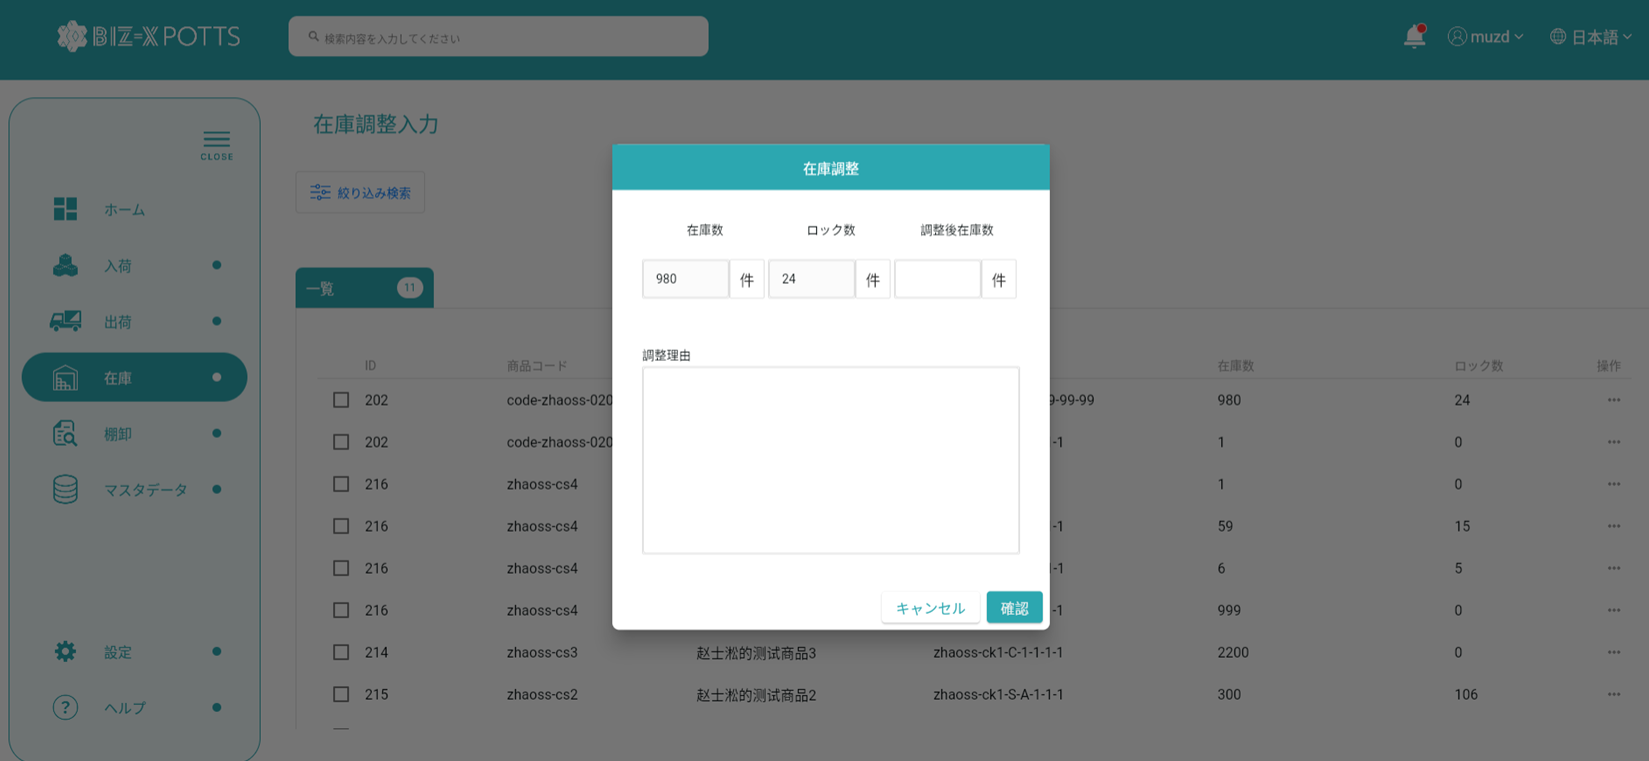 BIZ=X POTTS
検索内容を入力してください
muzd
日本語
CLOSE
ホーム
入荷
出荷
在庫
棚卸
マスタデータ
設定
ヘルプ
在庫調整入力
絞り込み検索
一覧 11
ID 商品コード 在庫数 ロック数 操作
202 code-zhaoss-020 9-99-99 980 24 ···
202 code-zhaoss-020 -1 1 0 ···
216 zhaoss-cs4 1 0 ···
216 zhaoss-cs4 -1 59 15 ···
216 zhaoss-cs4 -1 6 5 ···
216 zhaoss-cs4 -1 999 0 ···
214 zhaoss-cs3 赵士淞的测试商品3 zhaoss-ck1-C-1-1-1-1 2200 0 ···
215 zhaoss-cs2 赵士淞的测试商品2 zhaoss-ck1-S-A-1-1-1 300 106 ···
在庫調整
在庫数 ロック数 調整後在庫数
980 件 24 件 件
調整理由
キャンセル 確認